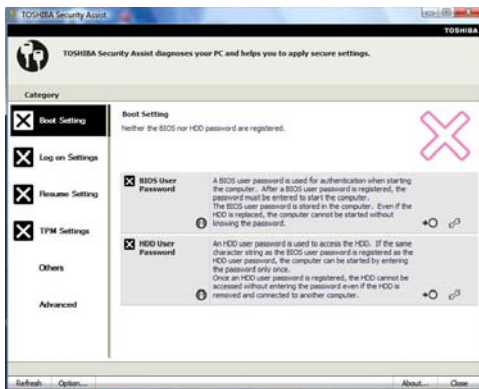 TOSHIBA Security Assist
TOSHIBA
TOSHIBA Security Assist diagnoses your PC and helps you to apply secure settings.
Category
Boot Setting
Log on Settings
Resume Setting
TPM Settings
Others
Advanced
Boot Setting
Neither the BIOS nor HDD password are registered.
BIOS User
Password
A BIOS user password is used for authentication when starting
the computer. After a BIOS user password is registered, the
password must be entered to start the computer.
The BIOS user password is stored in the computer. Even if the
HDD is replaced, the computer cannot be started without
knowing the password.
HDD User
Password
An HDD user password is used to access the HDD. If the same
character string as the BIOS user password is registered as the
HDD user password, the computer can be started by entering
the password only once.
Once an HDD user password is registered, the HDD cannot be
accessed without entering the password even if the HDD is
removed and connected to another computer.
Refresh
Option...
About...
Close